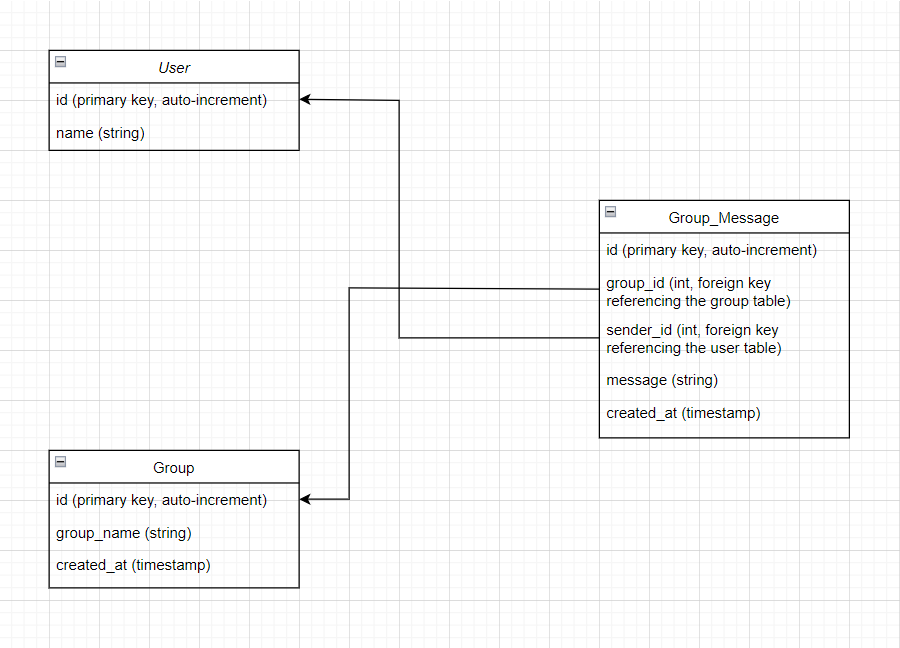 User
id (primary key, auto-increment)
name (string)
Group_Message
id (primary key, auto-increment)
group_id (int, foreign key
referencing the group table)
sender_id (int, foreign key
referencing the user table)
message (string)
created_at (timestamp)
Group
id (primary key, auto-increment)
group_name (string)
created_at (timestamp)